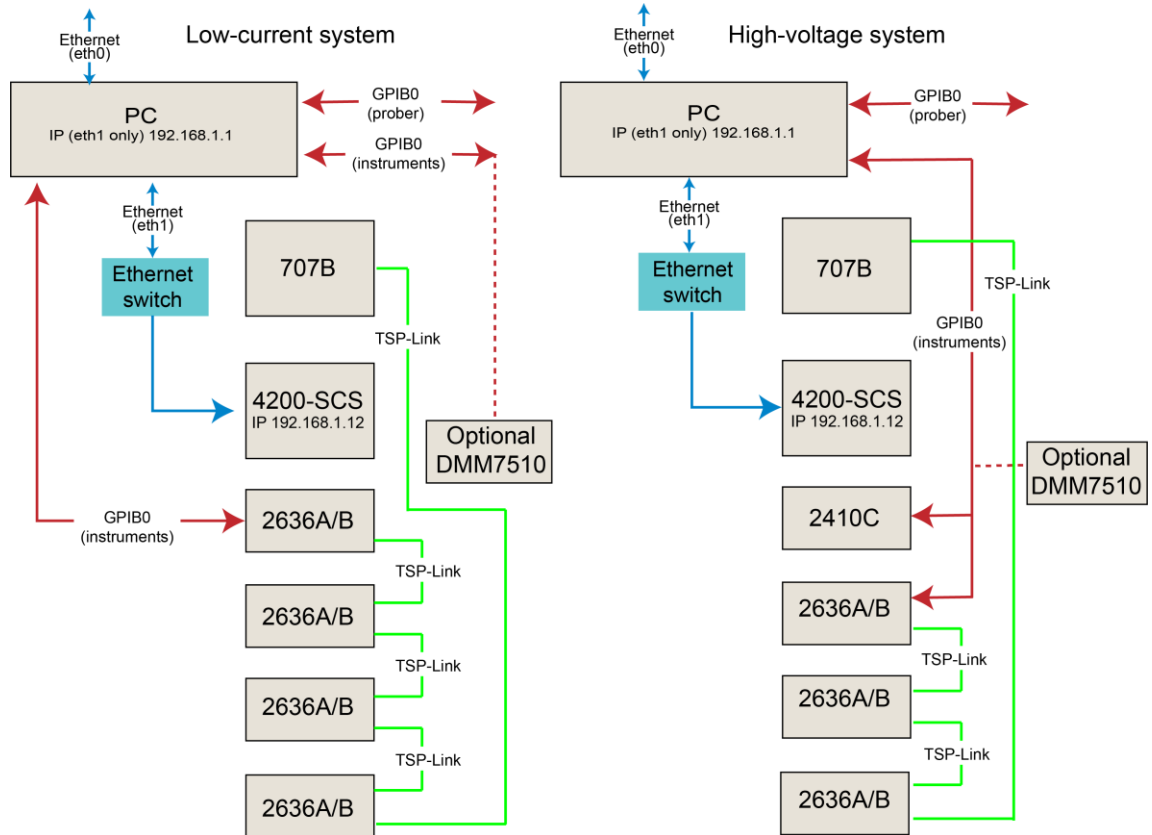 Low-current system
Ethernet
(eth0)
PC
IP (eth1 only) 192.168.1.1
GPIB0
(prober)
GPIB0
(instruments)
Ethernet
(eth1)
Ethernet
switch
707B
TSP-Link
4200-SCS
IP 192.168.1.12
Optional
DMM7510
GPIB0
(instruments)
2636A/B
TSP-Link
2636A/B
TSP-Link
2636A/B
TSP-Link
2636A/B
High-voltage system
Ethernet
(eth0)
PC
IP (eth1 only) 192.168.1.1
GPIB0
(prober)
Ethernet
(eth1)
Ethernet
switch
707B
TSP-Link
GPIB0
(instruments)
4200-SCS
IP 192.168.1.12
Optional
DMM7510
2410C
2636A/B
TSP-Link
2636A/B
TSP-Link
2636A/B